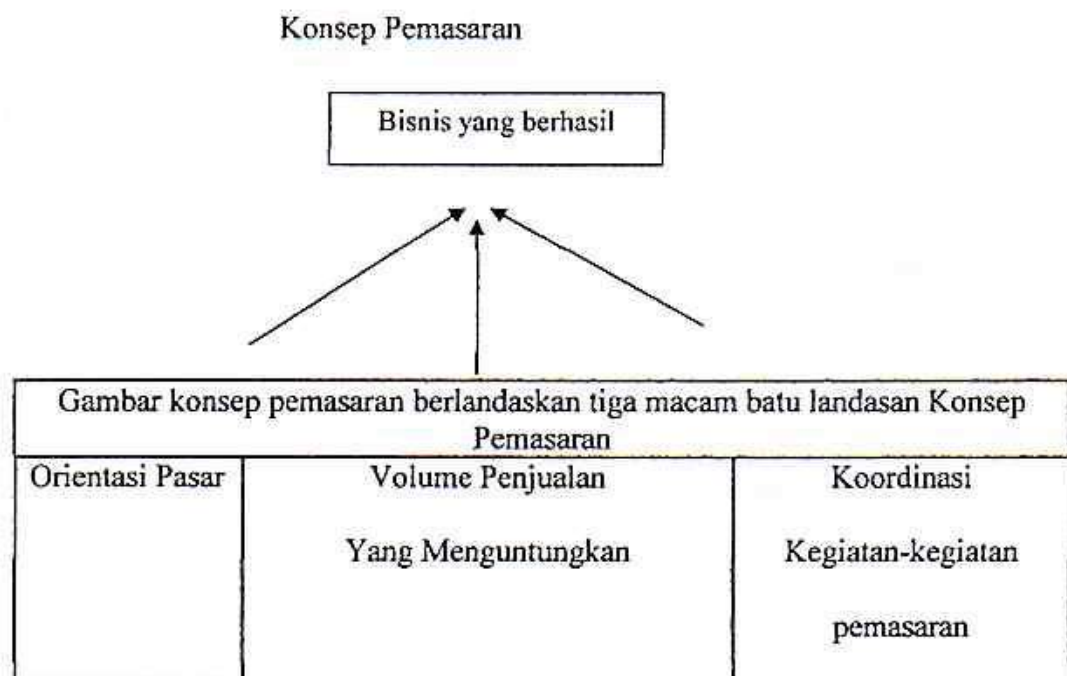 Konsep Pemasaran
Bisnis yang berhasil
Gambar konsep pemasaran berlandaskan tiga macam batu landasan Konsep
Pemasaran
Orientasi Pasar
Volume Penjualan
Yang Menguntungkan
Koordinasi
Kegiatan-kegiatan
pemasaran